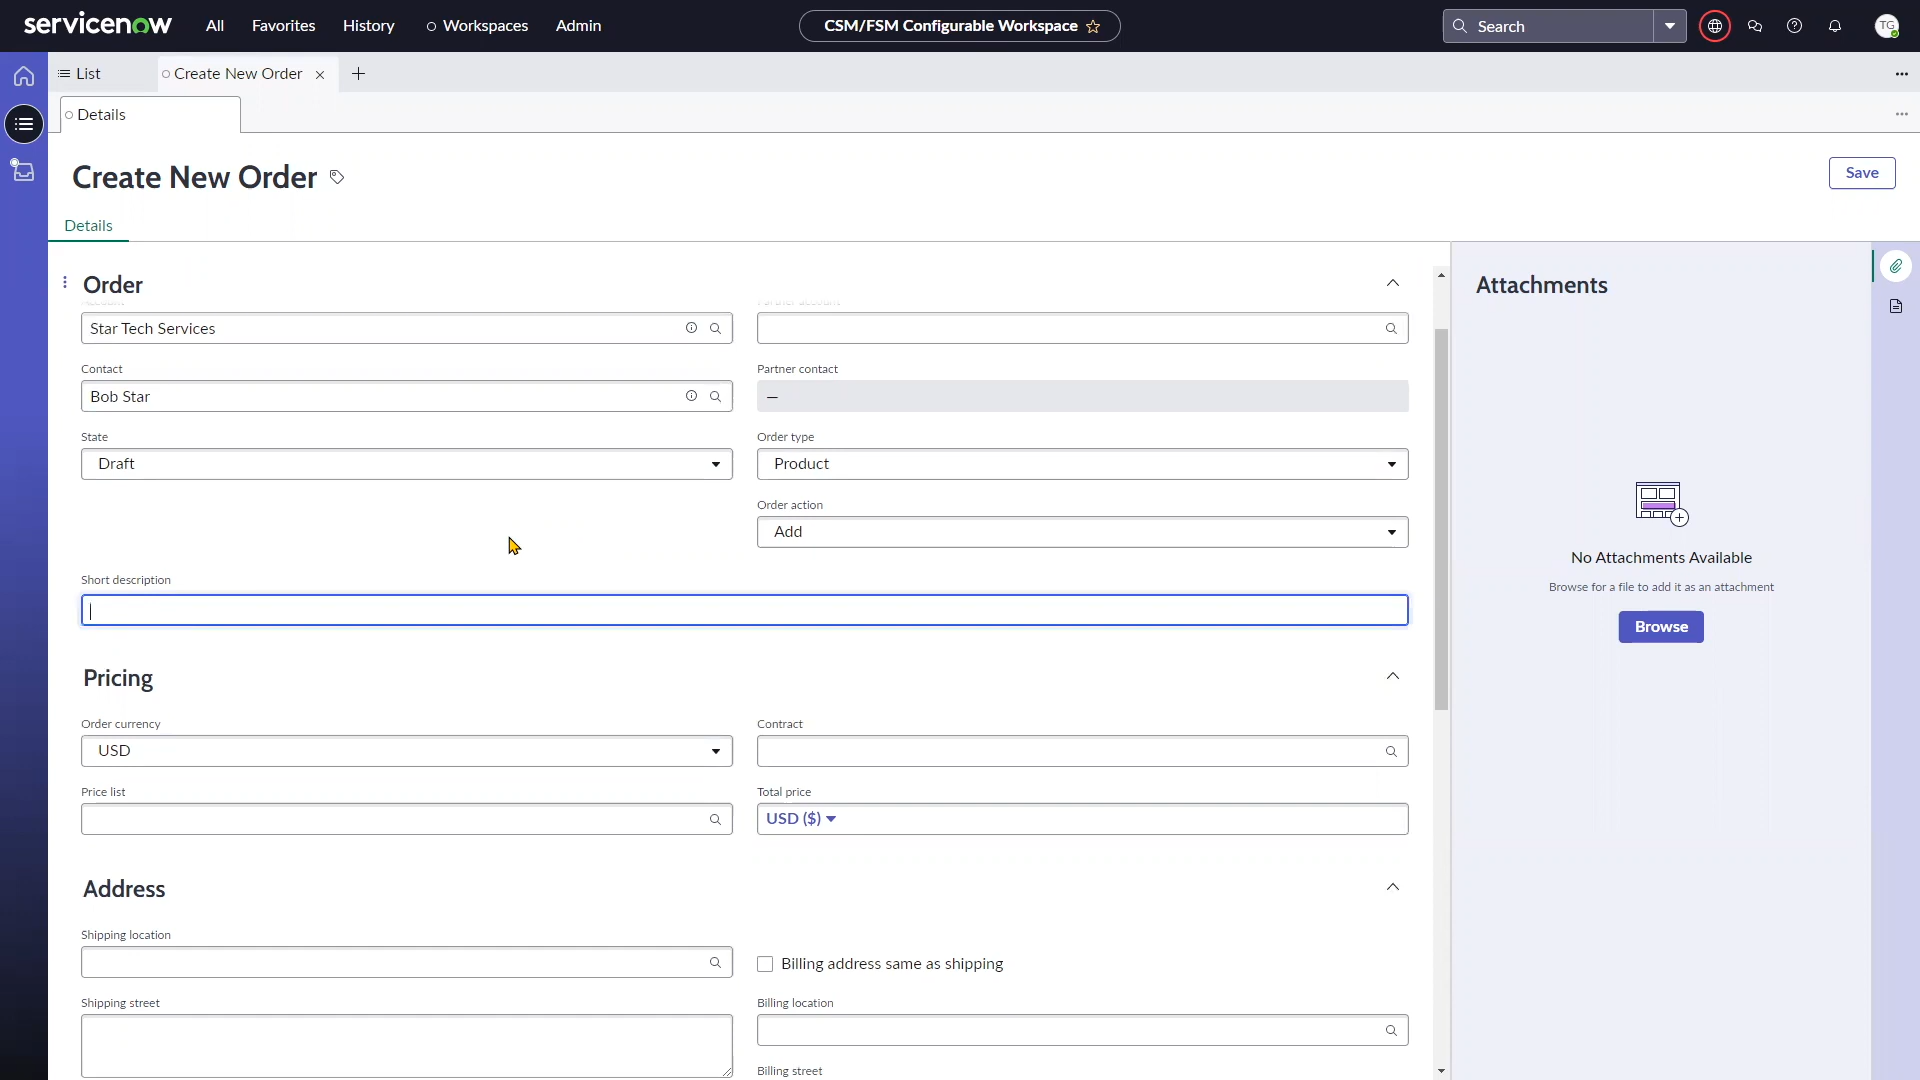 servicenow
All
Favorites
History
Workspaces
Admin
CSM/FSM Configurable Workspace
Search
TG
List
Create New Order
Details
Create New Order
Save
Details
Order
Attachments
Account
Partner account
Star Tech Services
Contact
Partner contact
Bob Star
—
State
Order type
Draft
Product
Order action
Add
Short description
No Attachments Available
Browse for a file to add it as an attachment
Browse
Pricing
Order currency
Contract
USD
Price list
Total price
USD ($)
Address
Shipping location
Billing address same as shipping
Shipping street
Billing location
Billing street